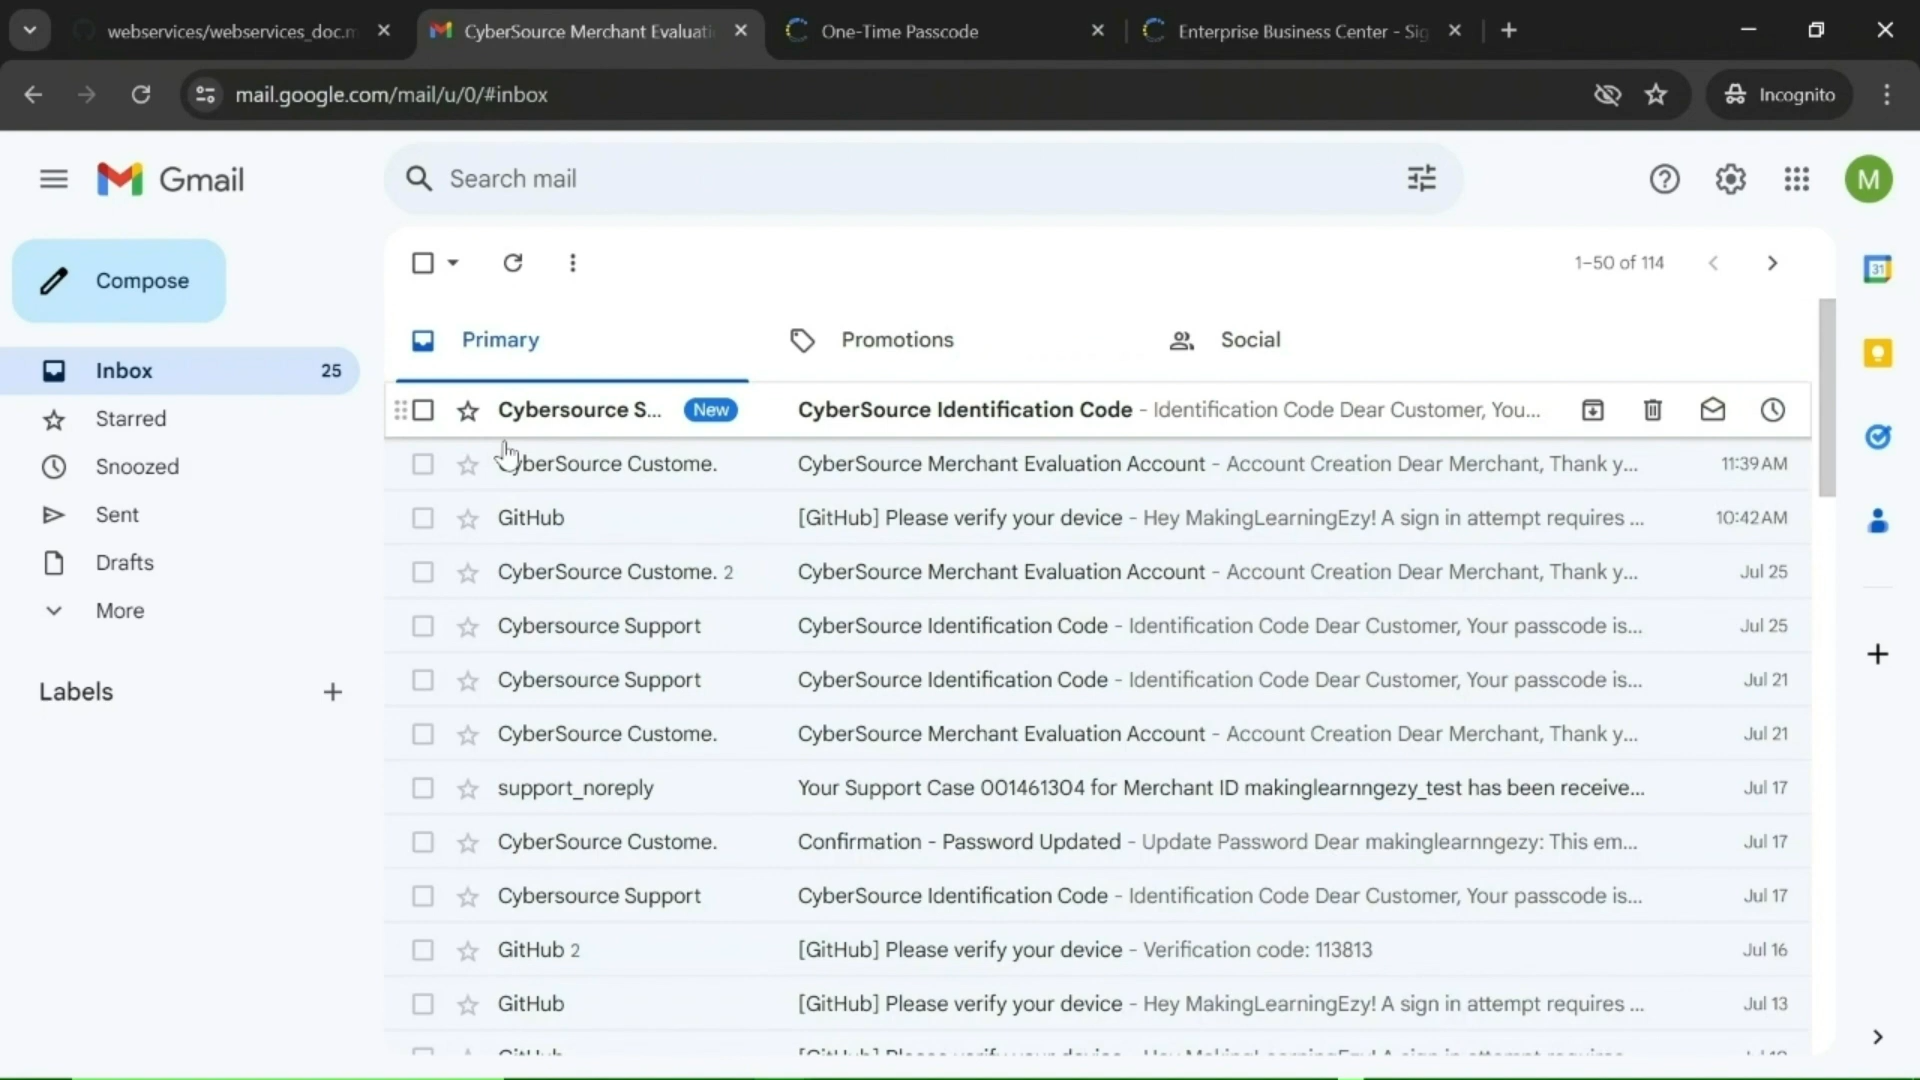 webservices/webservices_doc.m
CyberSource Merchant Evaluati
One-Time Passcode
Enterprise Business Center - Sig
mail.google.com/mail/u/0/#inbox
Incognito
Gmail
Search mail
M
Compose
1-50 of 114
31
Primary
Promotions
Social
Inbox 25
Starred
Snoozed
Sent
Drafts
More
Labels
Cybersource S... New CyberSource Identification Code - Identification Code Dear Customer, You...
CyberSource Custome. CyberSource Merchant Evaluation Account - Account Creation Dear Merchant, Thank y... 11:39 AM
GitHub [GitHub] Please verify your device - Hey MakingLearningEzy! A sign in attempt requires ... 10:42 AM
CyberSource Custome. 2 CyberSource Merchant Evaluation Account - Account Creation Dear Merchant, Thank y... Jul 25
Cybersource Support CyberSource Identification Code - Identification Code Dear Customer, Your passcode is... Jul 25
Cybersource Support CyberSource Identification Code - Identification Code Dear Customer, Your passcode is... Jul 21
CyberSource Custome. CyberSource Merchant Evaluation Account - Account Creation Dear Merchant, Thank y... Jul 21
support_noreply Your Support Case 001461304 for Merchant ID makinglearnngezy_test has been receive... Jul 17
CyberSource Custome. Confirmation - Password Updated - Update Password Dear makinglearnngezy: This em... Jul 17
Cybersource Support CyberSource Identification Code - Identification Code Dear Customer, Your passcode is... Jul 17
GitHub 2 [GitHub] Please verify your device - Verification code: 113813 Jul 16
GitHub [GitHub] Please verify your device - Hey MakingLearningEzy! A sign in attempt requires ... Jul 13